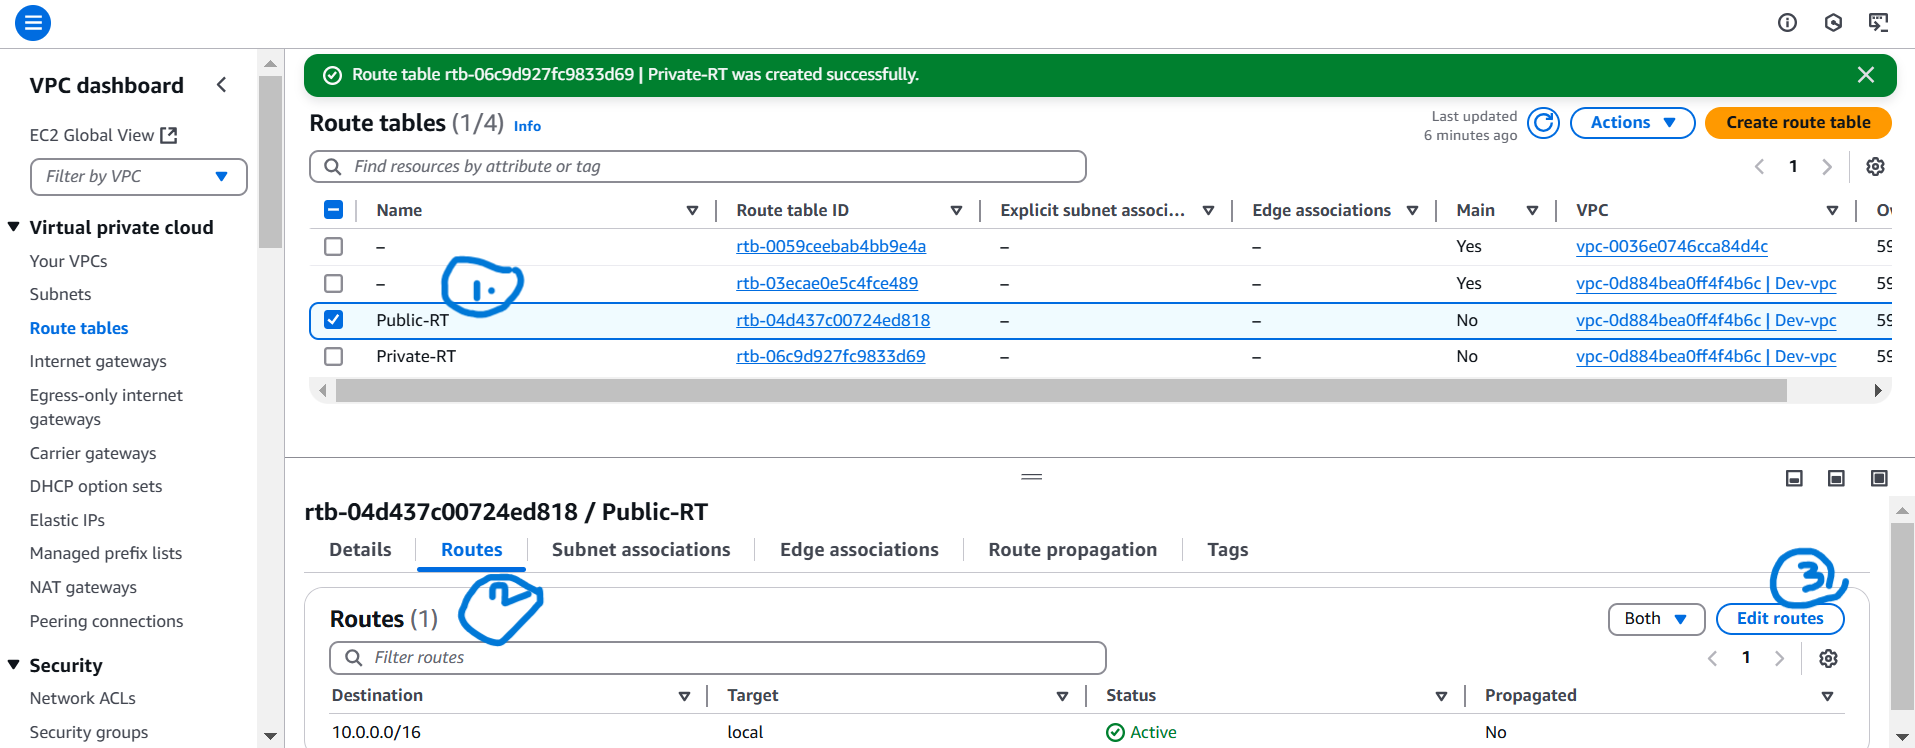 Route table rtb-06c9d927fc9833d69 | Private-RT was created successfully.
VPC dashboard
EC2 Global View
Filter by VPC
Virtual private cloud
Your VPCs
Subnets
Route tables
Internet gateways
Egress-only internet
gateways
Carrier gateways
DHCP option sets
Elastic IPs
Managed prefix lists
NAT gateways
Peering connections
Security
Network ACLs
Security groups
Route tables (1/4) Info
Last updated
6 minutes ago
Actions
Create route table
Find resources by attribute or tag
1
Name Route table ID Explicit subnet associ... Edge associations Main VPC Ov
– rtb-0059ceebab4bb9e4a – – Yes vpc-0036e0746cca84d4c 59
– rtb-03ecae0e5c4fce489 – – Yes vpc-0d884bea0ff4f4b6c | Dev-vpc 59
1.
Public-RT rtb-04d437c00724ed818 – – No vpc-0d884bea0ff4f4b6c | Dev-vpc 59
Private-RT rtb-06c9d927fc9833d69 – – No vpc-0d884bea0ff4f4b6c | Dev-vpc 59
rtb-04d437c00724ed818 / Public-RT
Details Routes Subnet associations Edge associations Route propagation Tags
2
3
Routes (1)
Both
Edit routes
Filter routes
1
Destination Target Status Propagated
10.0.0.0/16 local Active No